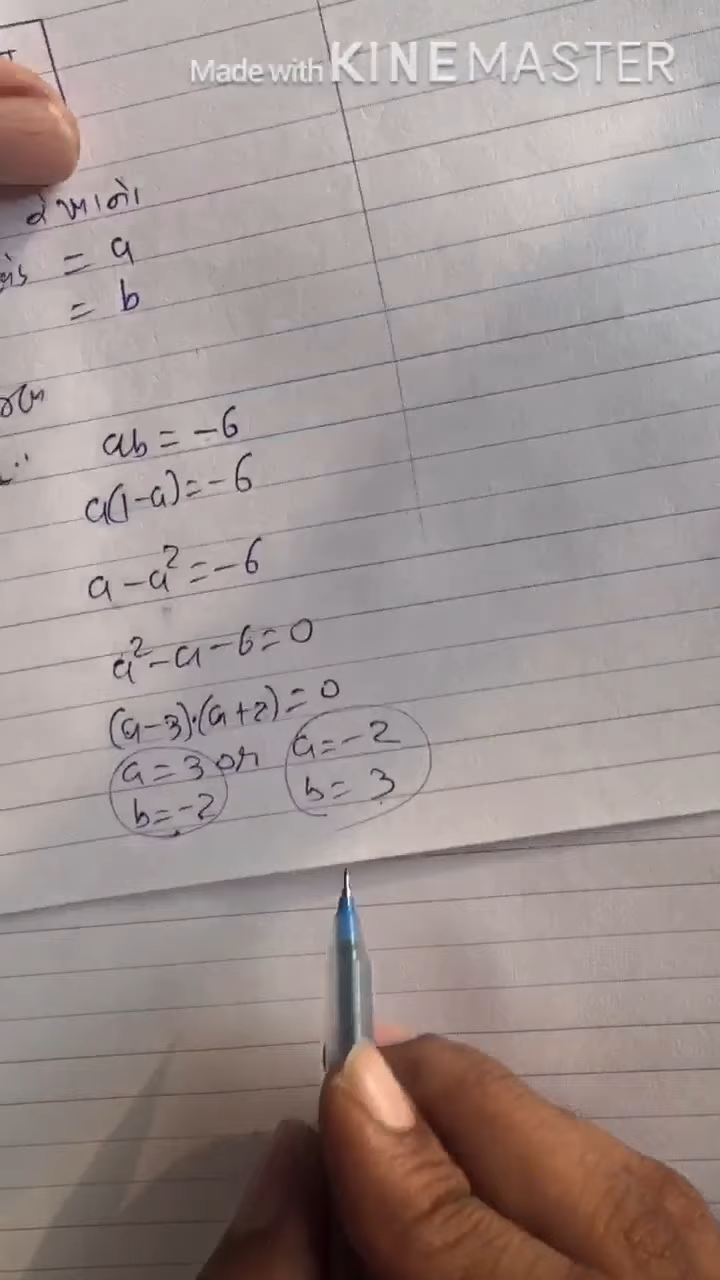 Made with KINEMASTER
રેખાનો
= a
= b
ab = -6
a(1-a) = -6
a - a² = -6
a² - a - 6 = 0
(a-3)·(a+2) = 0
a = 3 or a = -2
b = -2 b = 3